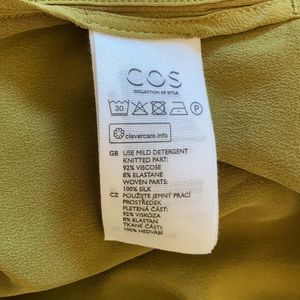 COS
COLLECTION OF STYLE
30
P
clevercare.info
GB USE MILD DETERGENT
KNITTED PART:
92% VISCOSE
8% ELASTANE
WOVEN PARTS:
100% SILK
CZ POUŽIJTE JEMNÝ PRACÍ
PROSTŘEDEK
PLETENÁ ČÁST:
92% VISKÓZA
8% ELASTAN
TKANÉ ČÁSTI:
100% HEDVÁBÍ